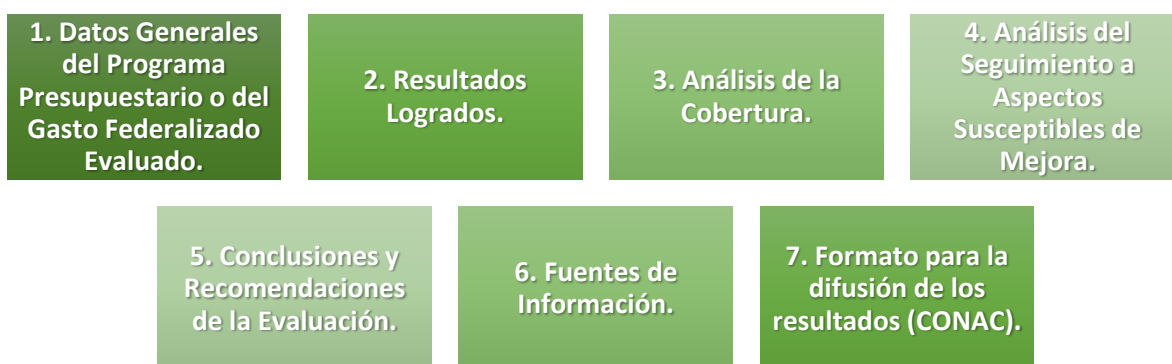 1. Datos Generales
del Programa
Presupuestario o del
Gasto Federalizado
Evaluado.
2. Resultados
Logrados.
3. Análisis de la
Cobertura.
4. Análisis del
Seguimiento a
Aspectos
Susceptibles de
Mejora.
5. Conclusiones y
Recomendaciones
de la Evaluación.
6. Fuentes de
Información.
7. Formato para la
difusión de los
resultados (CONAC).